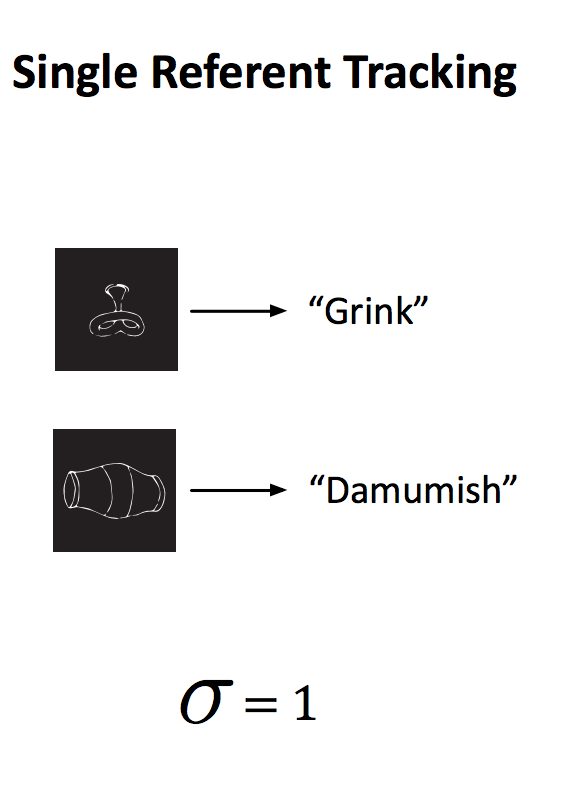 Single Referent Tracking
“Grink”
“Damumish”
σ = 1